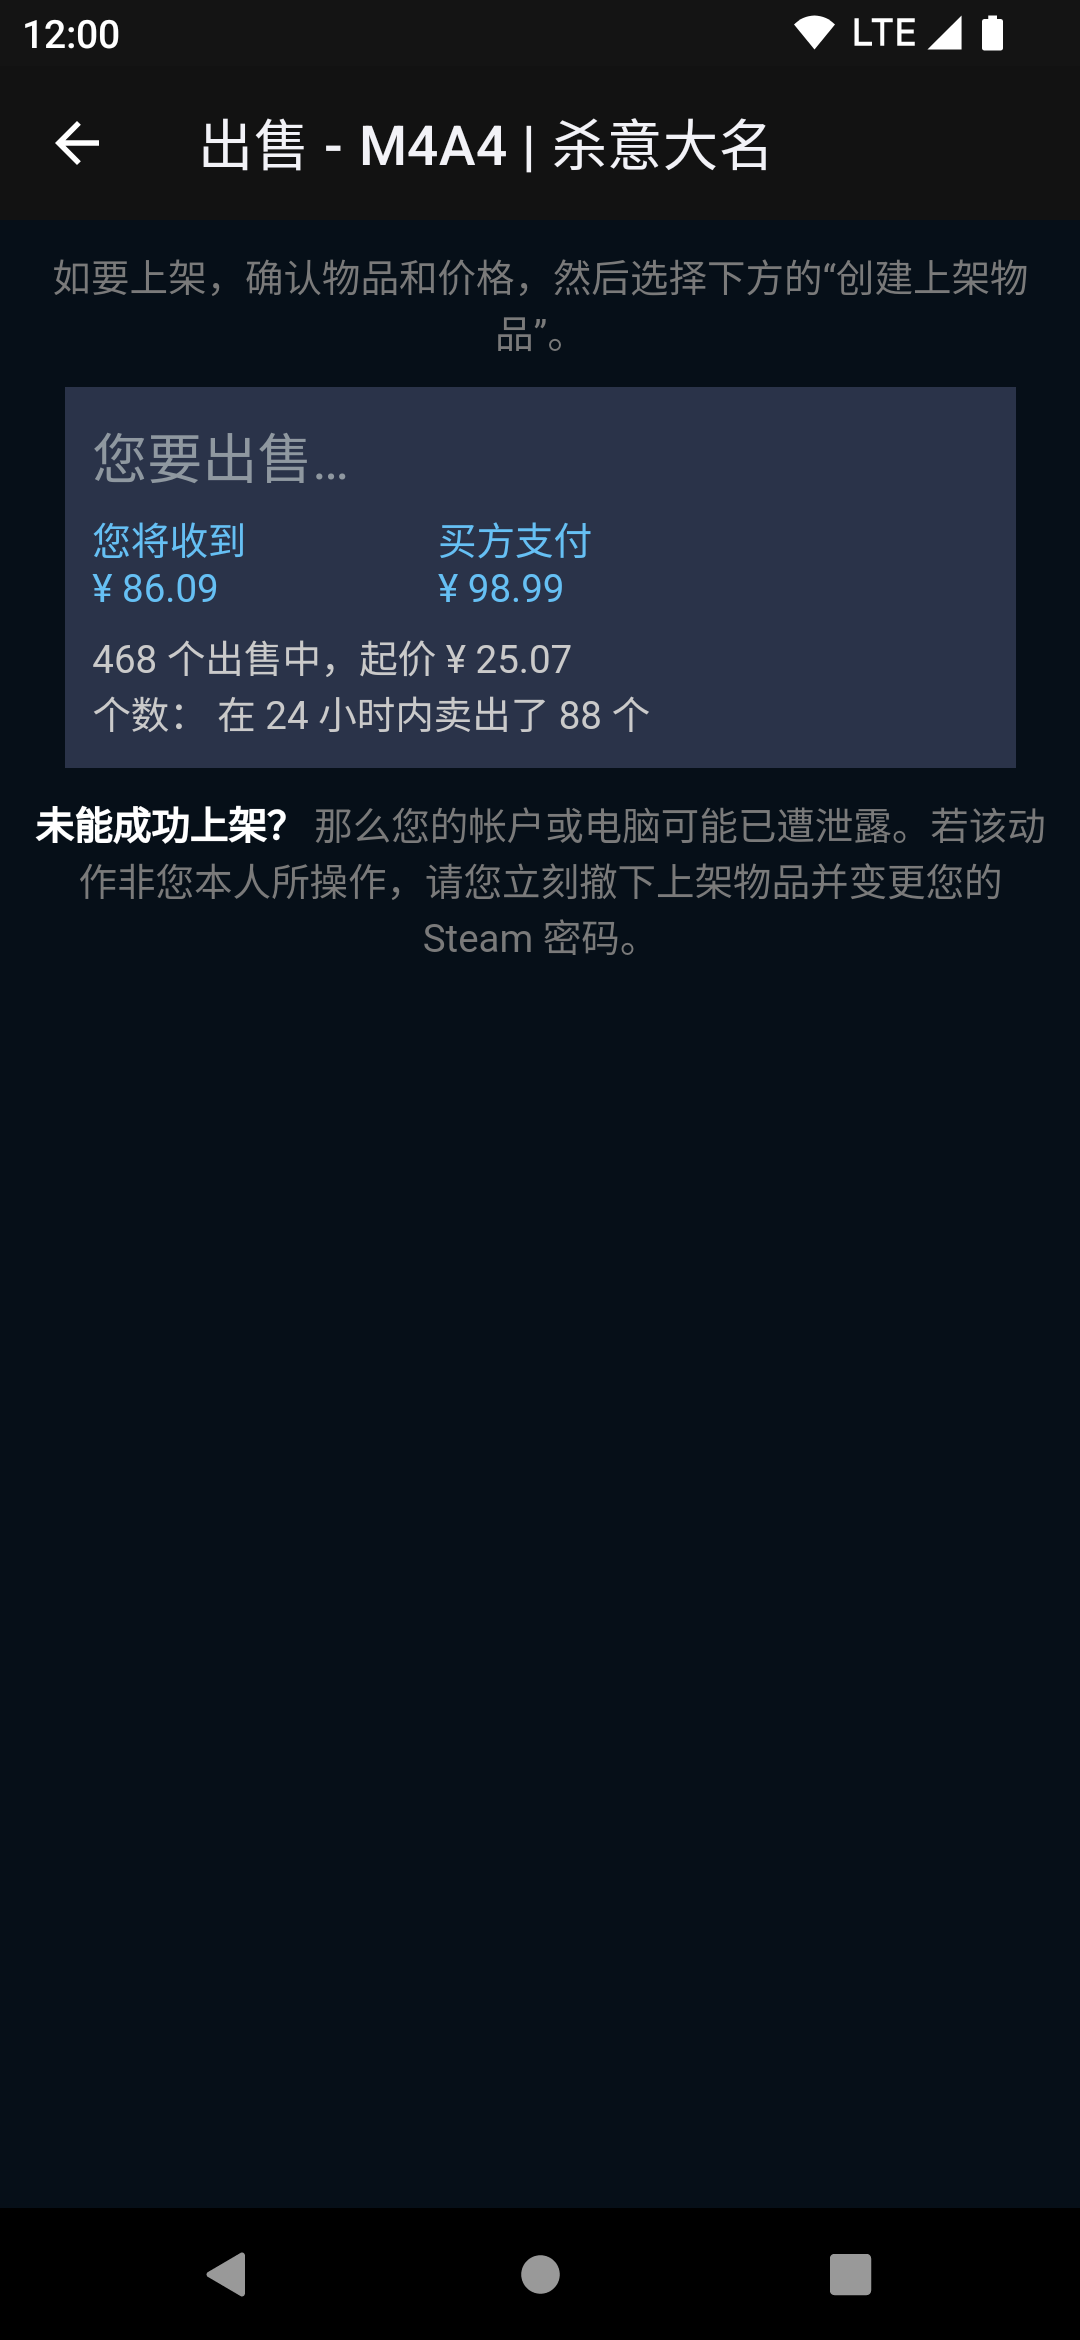 12:00
LTE
出售 - M4A4 | 杀意大名
如要上架，确认物品和价格，然后选择下方的“创建上架物
品”。
您要出售…
您将收到 买方支付
¥ 86.09 ¥ 98.99
468 个出售中，起价 ¥ 25.07
个数： 在 24 小时内卖出了 88 个
未能成功上架？ 那么您的帐户或电脑可能已遭泄露。若该动
作非您本人所操作，请您立刻撤下上架物品并变更您的
Steam 密码。